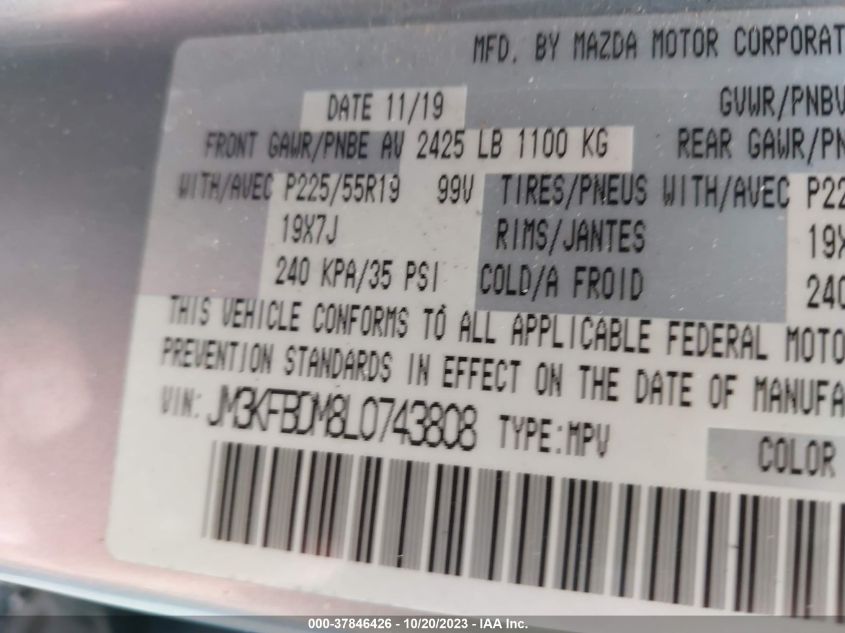 MFD. BY MAZDA MOTOR CORPORAT
DATE 11/19 GVWR/PNBV
FRONT GAWR/PNBE AV 2425 LB 1100 KG REAR GAWR/PN
WITH/AVEC P225/55R19 99V TIRES/PNEUS WITH/AVEC P22
19X7J RIMS/JANTES 19X
240 KPA/35 PSI COLD/A FROID 240
THIS VEHICLE CONFORMS TO ALL APPLICABLE FEDERAL MOTO
PREVENTION STANDARDS IN EFFECT ON THE DATE OF MANUFA
VIN: JM3KFBDM8L0743808 TYPE:MPV COLOR
000-37846426 - 10/20/2023 - IAA Inc.